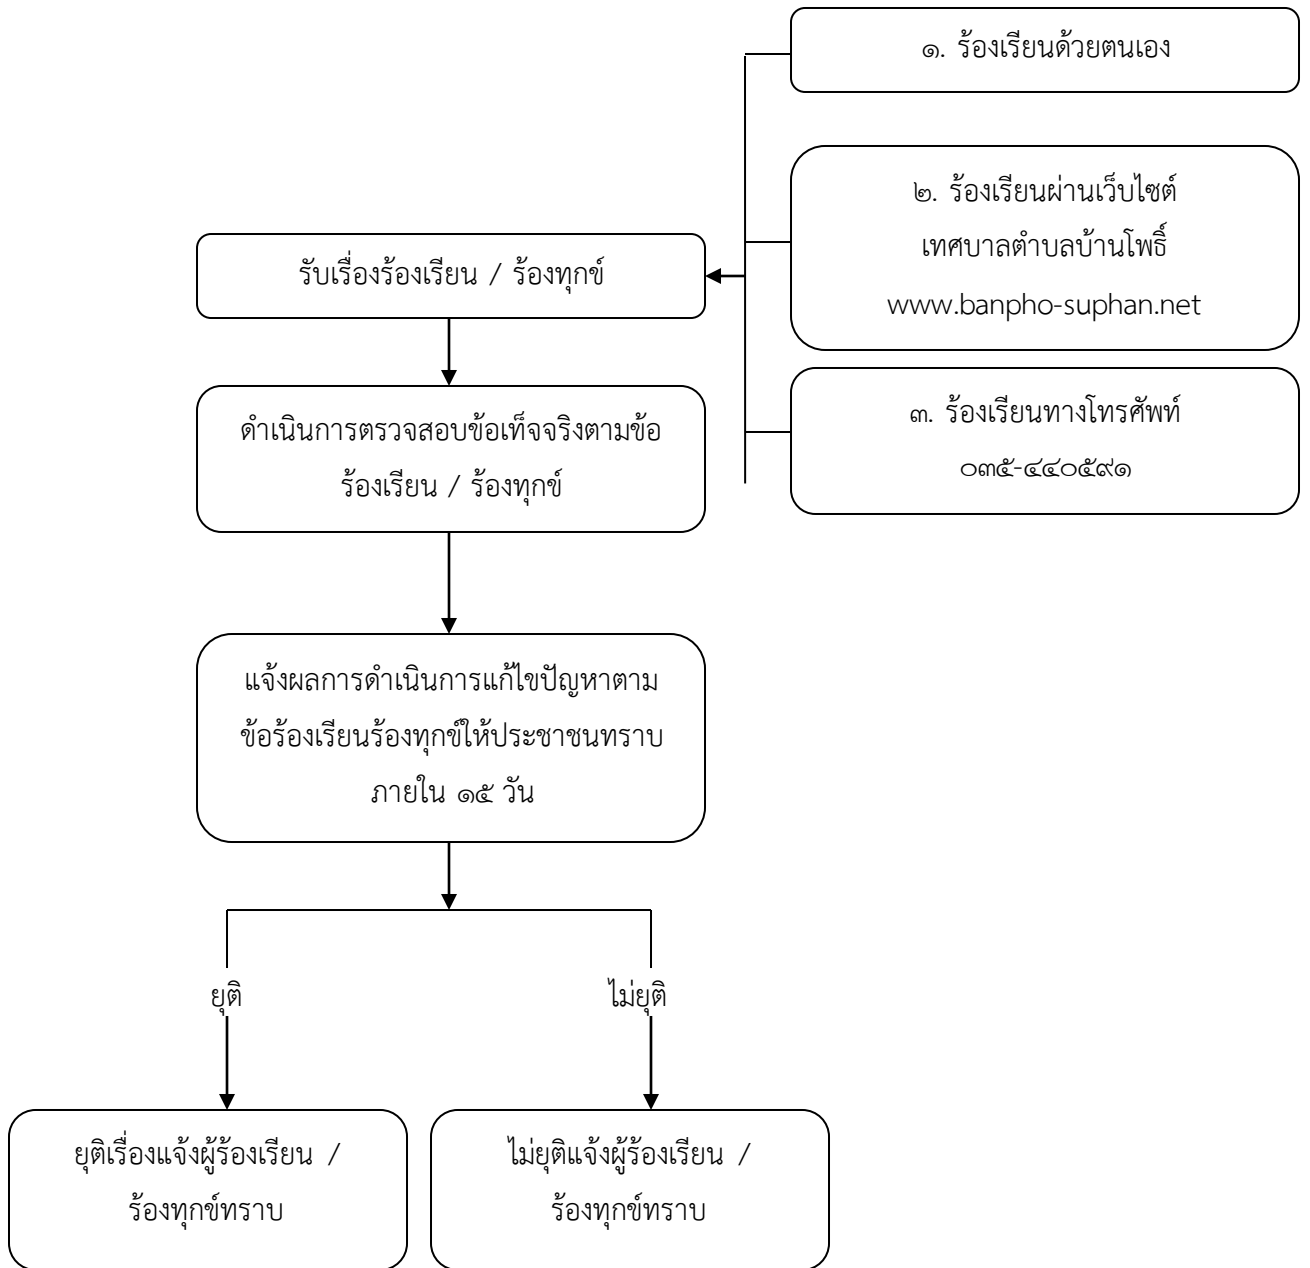 ๑. ร้องเรียนด้วยตนเอง
๒. ร้องเรียนผ่านเว็บไซต์
เทศบาลตำบลบ้านโพธิ์
www.banpho-suphan.net
๓. ร้องเรียนทางโทรศัพท์
๐๓๕-๔๔๐๕๙๑
รับเรื่องร้องเรียน / ร้องทุกข์
ดำเนินการตรวจสอบข้อเท็จจริงตามข้อ
ร้องเรียน / ร้องทุกข์
แจ้งผลการดำเนินการแก้ไขปัญหาตาม
ข้อร้องเรียนร้องทุกข์ให้ประชาชนทราบ
ภายใน ๑๕ วัน
ยุติ
ไม่ยุติ
ยุติเรื่องแจ้งผู้ร้องเรียน /
ร้องทุกข์ทราบ
ไม่ยุติแจ้งผู้ร้องเรียน /
ร้องทุกข์ทราบ